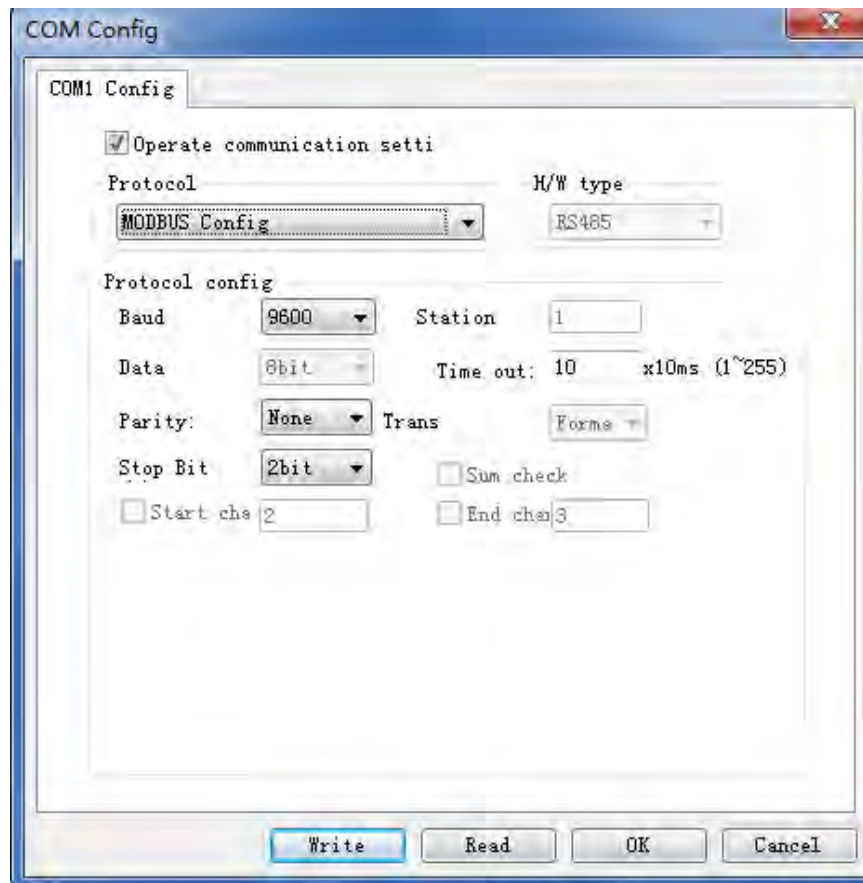 COM Config
COM1 Config
Operate communication setti
Protocol
H/W type
MODBUS Config
RS485
Protocol config
Baud 9600 Station 1
Data 8bit Time out: 10 x10ms (1~255)
Parity: None Trans Forma
Stop Bit 2bit Sum check
Start cha 2 End cha 3
Write Read OK Cancel